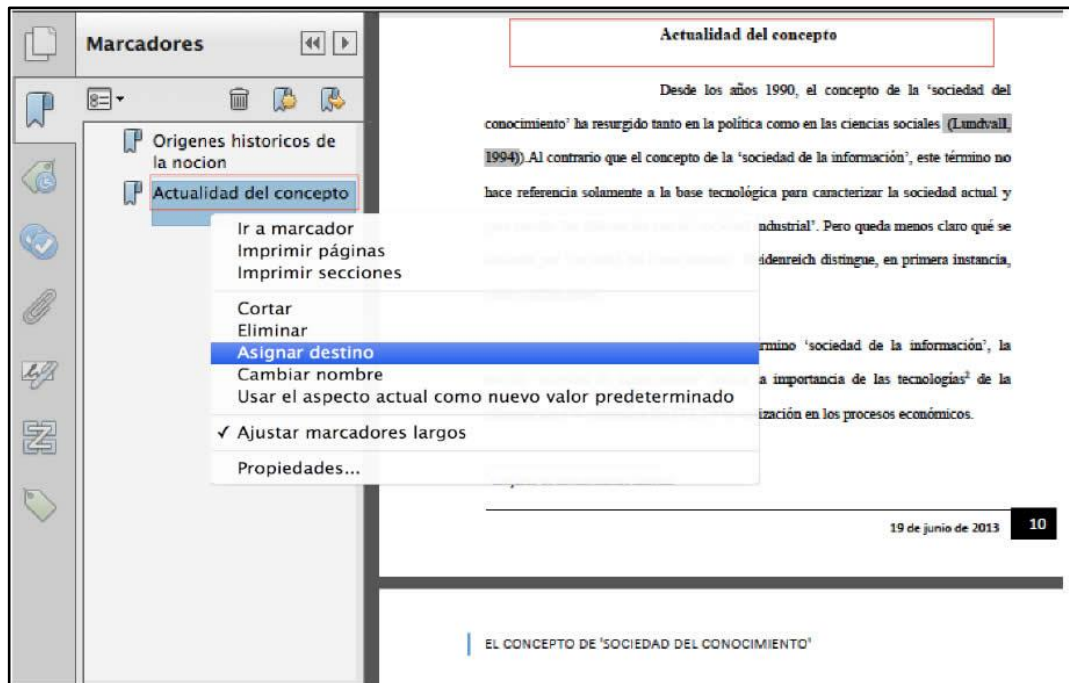 Marcadores
Origenes historicos de
la nocion
Actualidad del concepto
Ir a marcador
Imprimir páginas
Imprimir secciones
Cortar
Eliminar
Asignar destino
Cambiar nombre
Usar el aspecto actual como nuevo valor predeterminado
✓ Ajustar marcadores largos
Propiedades...
Actualidad del concepto
Desde los años 1990, el concepto de la ‘sociedad del
conocimiento’ ha resurgido tanto en la política como en las ciencias sociales (Lundvall,
1994)).Al contrario que el concepto de la ‘sociedad de la información’, este término no
hace referencia solamente a la base tecnológica para caracterizar la sociedad actual y
ndustrial’. Pero queda menos claro qué se
eidenreich distingue, en primera instancia,
rmino ‘sociedad de la información’, la
a importancia de las tecnologías² de la
ización en los procesos económicos.
19 de junio de 2013 10
EL CONCEPTO DE 'SOCIEDAD DEL CONOCIMIENTO'